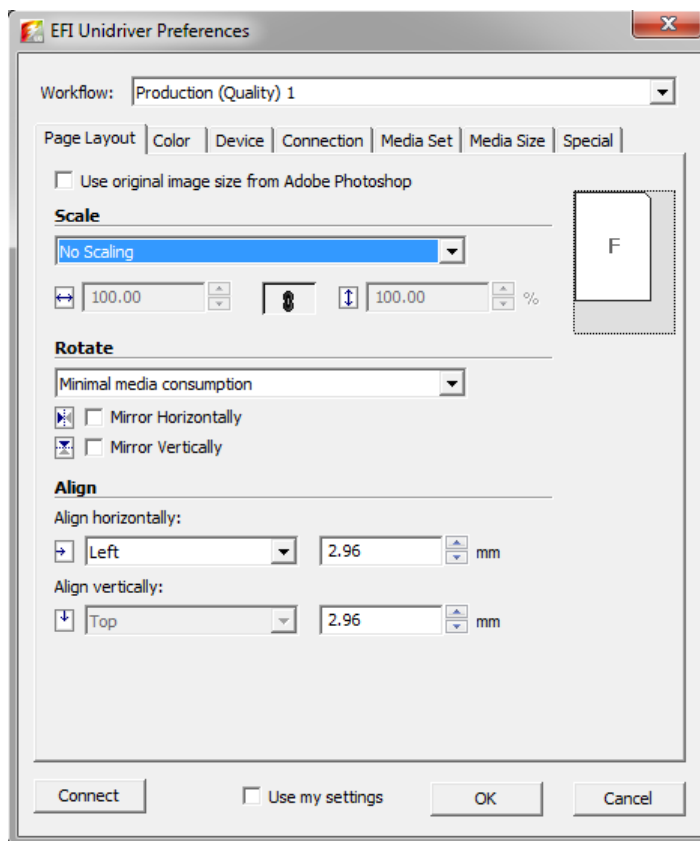 EFI Unidriver Preferences
Workflow: Production (Quality) 1
Page Layout Color Device Connection Media Set Media Size Special
Use original image size from Adobe Photoshop
Scale
No Scaling
F
100.00 100.00 %
Rotate
Minimal media consumption
Mirror Horizontally
Mirror Vertically
Align
Align horizontally:
Left 2.96 mm
Align vertically:
Top 2.96 mm
Connect Use my settings OK Cancel